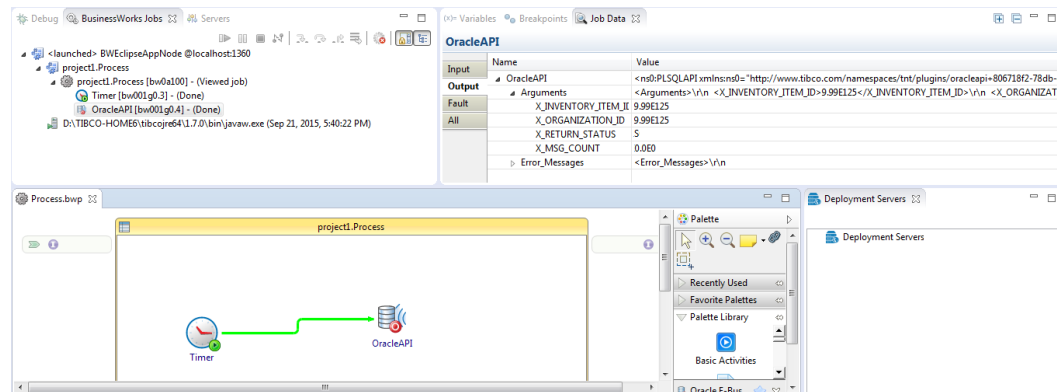 Debug BusinessWorks Jobs Servers
<launched> BWEclipseAppNode @localhost:1360
project1.Process
project1.Process [bw0a100] - (Viewed job)
Timer [bw001g0.3] - (Done)
OracleAPI [bw001g0.4] - (Done)
D:\TIBCO-HOME6\tibcojre64\1.7.0\bin\javaw.exe (Sep 21, 2015, 5:40:22 PM)
(x)= Variables Breakpoints Job Data
OracleAPI
Input
Output
Fault
All
Name Value
OracleAPI <ns0:PLSQLAPI xmlns:ns0="http://www.tibco.com/namespaces/tnt/plugins/oracleapi+806718f2-78db-
Arguments <Arguments>\r\n <X_INVENTORY_ITEM_ID>9.99E125</X_INVENTORY_ITEM_ID>\r\n <X_ORGANIZAT
X_INVENTORY_ITEM_ID 9.99E125
X_ORGANIZATION_ID 9.99E125
X_RETURN_STATUS S
X_MSG_COUNT 0.0E0
Error_Messages <Error_Messages>\r\n
Process.bwp
project1.Process
Timer
OracleAPI
Palette
Recently Used
Favorite Palettes
Palette Library
Basic Activities
Oracle E-Bus
Deployment Servers
Deployment Servers